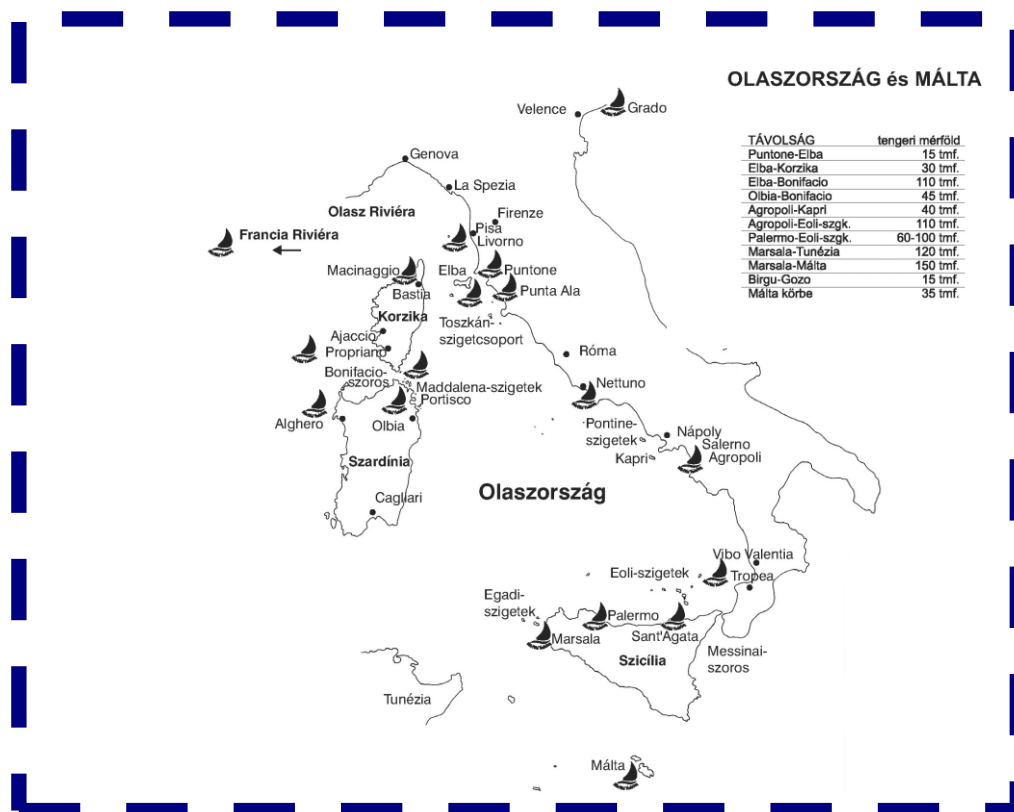 OLASZORSZÁG és MÁLTA
TÁVOLSÁG tengeri mérföld
Puntone-Elba 15 tmf.
Elba-Korzika 30 tmf.
Elba-Bonifacio 110 tmf.
Olbia-Bonifacio 45 tmf.
Agropoli-Kapri 40 tmf.
Agropoli-Eoli-szgk. 110 tmf.
Palermo-Eoli-szgk. 60-100 tmf.
Marsala-Tunézia 120 tmf.
Marsala-Málta 150 tmf.
Birgu-Gozo 15 tmf.
Málta körbe 35 tmf.
Velence
Grado
Genova
La Spezia
Olasz Riviéra
Firenze
Pisa
Livorno
Francia Riviéra
Macinaggio
Elba
Puntone
Bastia
Punta Ala
Korzika
Toszkán-
szigetcsoport
Ajaccio
Propriano
Róma
Bonifacio-
szoros
Maddalena-szigetek
Portisco
Nettuno
Alghero
Olbia
Pontine-
szigetek
Nápoly
Salerno
Agropoli
Kapri
Szardínia
Olaszország
Cagliari
Vibo Valentia
Tropea
Eoli-szigetek
Egadi-
szigetek
Palermo
Marsala
Sant'Agata
Messinai-
szoros
Szicília
Tunézia
Málta